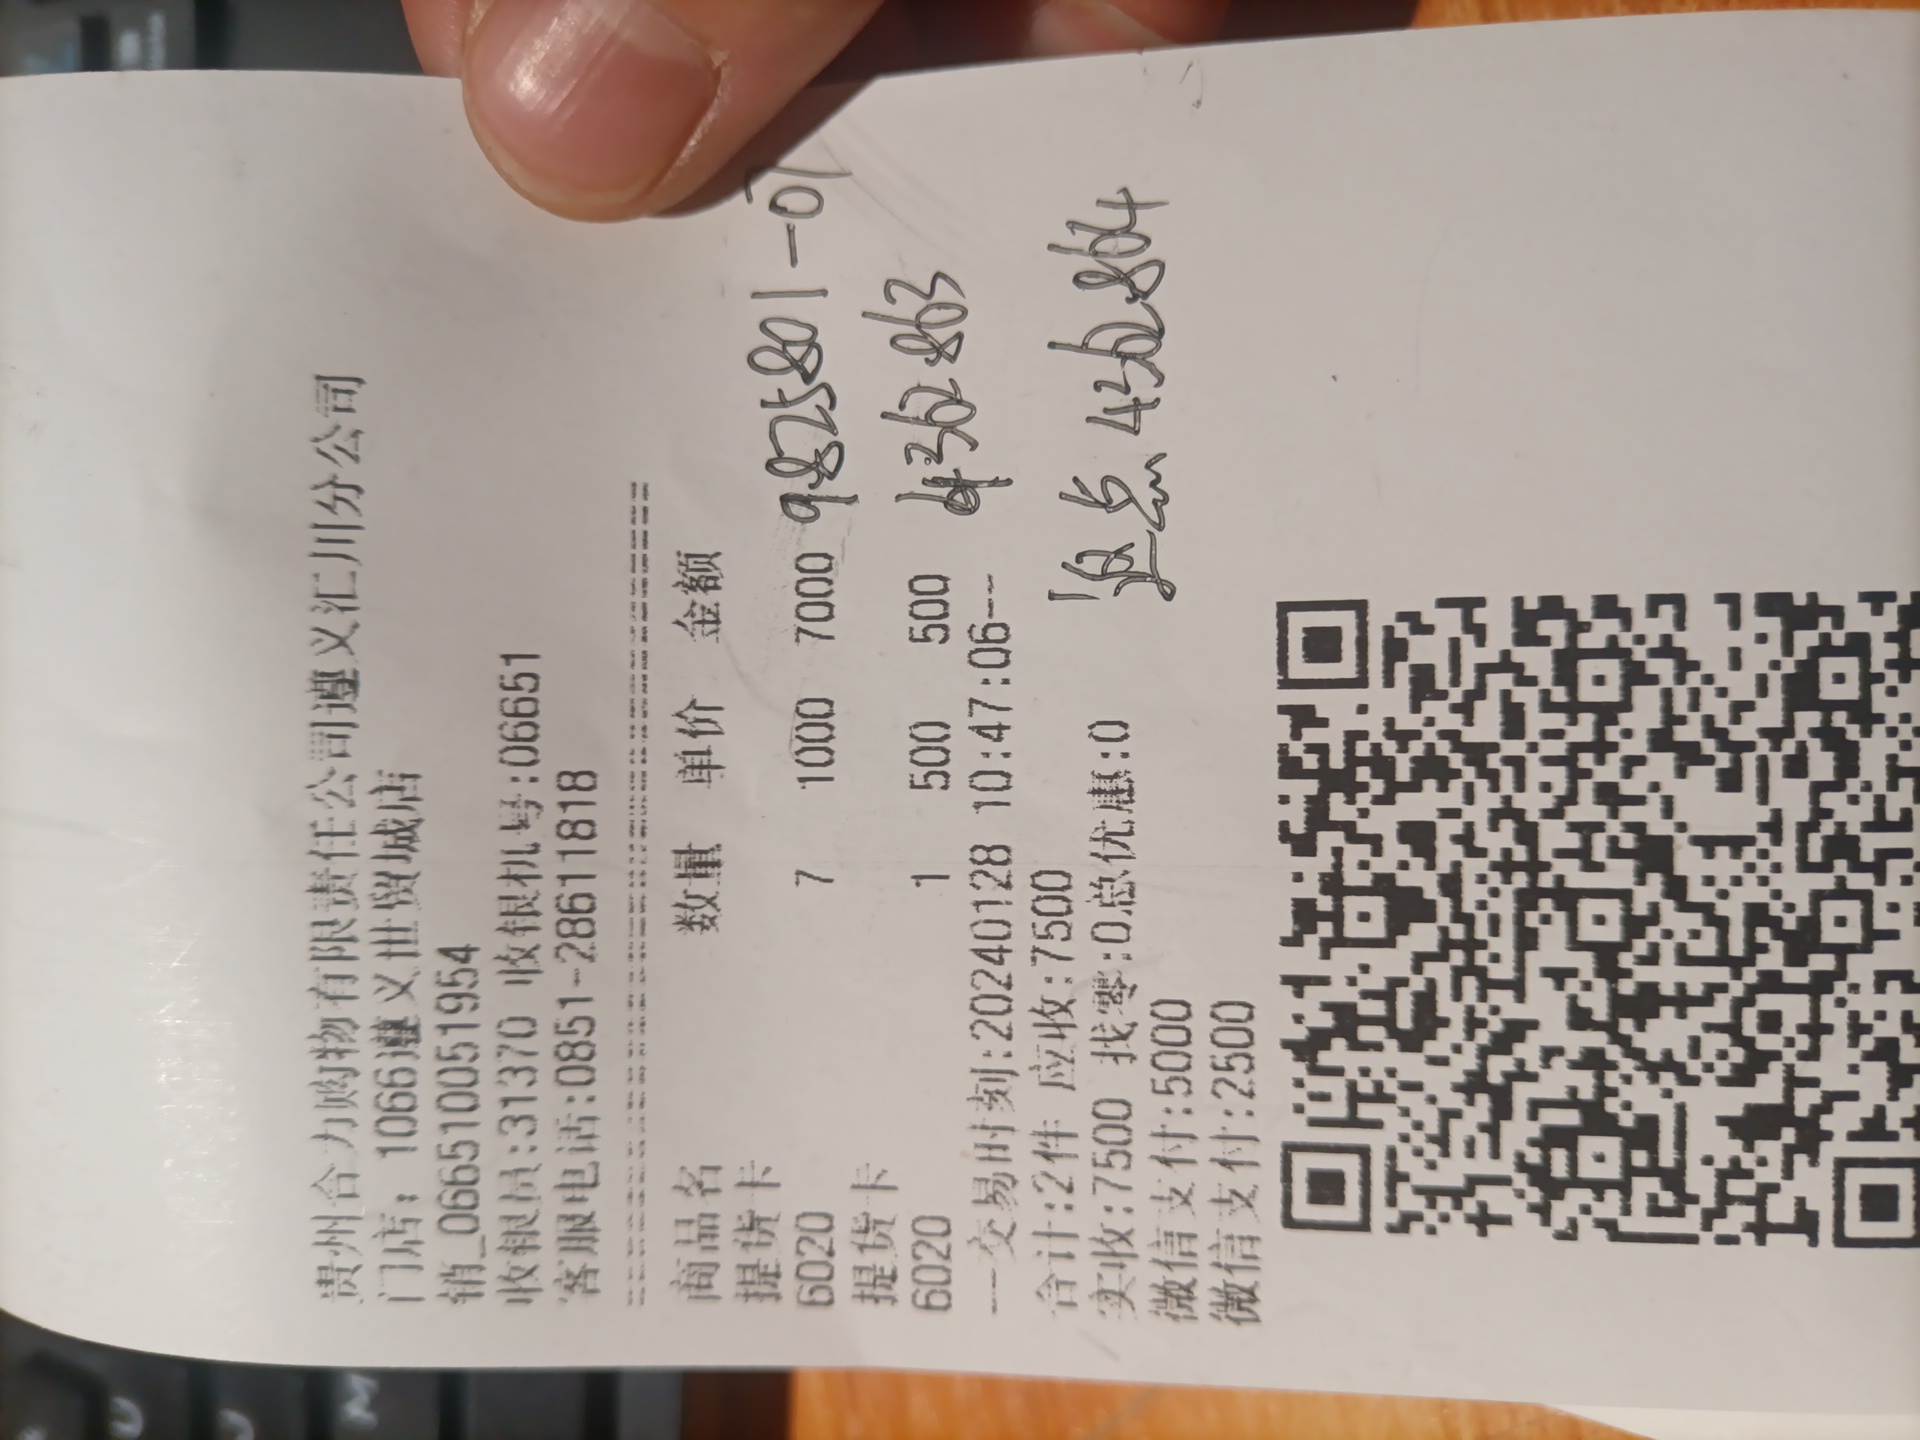 贵州合力购物有限责任公司遵义汇川分公司
门店：1066遵义世贸城店
销_066510051954
收银员:31370 收银机号:06651
客服电话:0851-28611818
商品名 数量 单价 金额
提货卡
6020 7 1000 7000 9825801-07
提货卡
6020 1 500 500 4362863
---交易时刻:20240128 10:47:06---
合计:2件 应收:7500
实收:7500 找零:0总优惠:0
微信支付:5000
微信支付:2500
返点 4362864